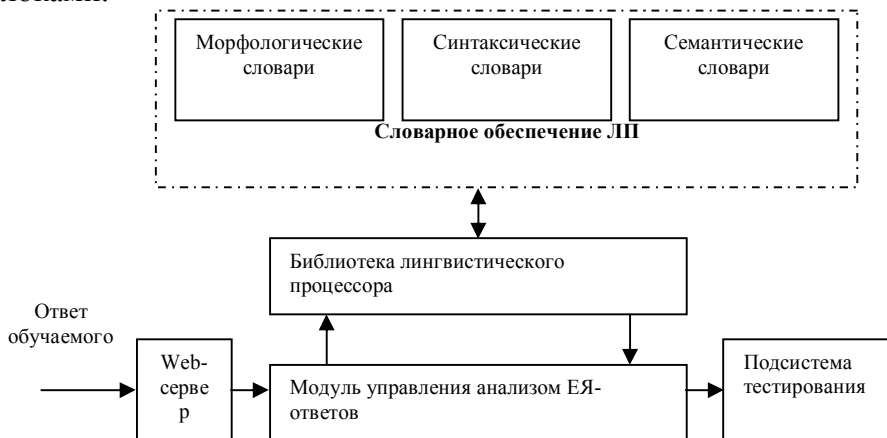 Морфологические
словари
Синтаксические
словари
Семантические
словари
Словарное обеспечение ЛП
Библиотека лингвистического
процессора
Ответ
обучаемого
Web-
серве
р
Модуль управления анализом ЕЯ-
ответов
Подсистема
тестирования